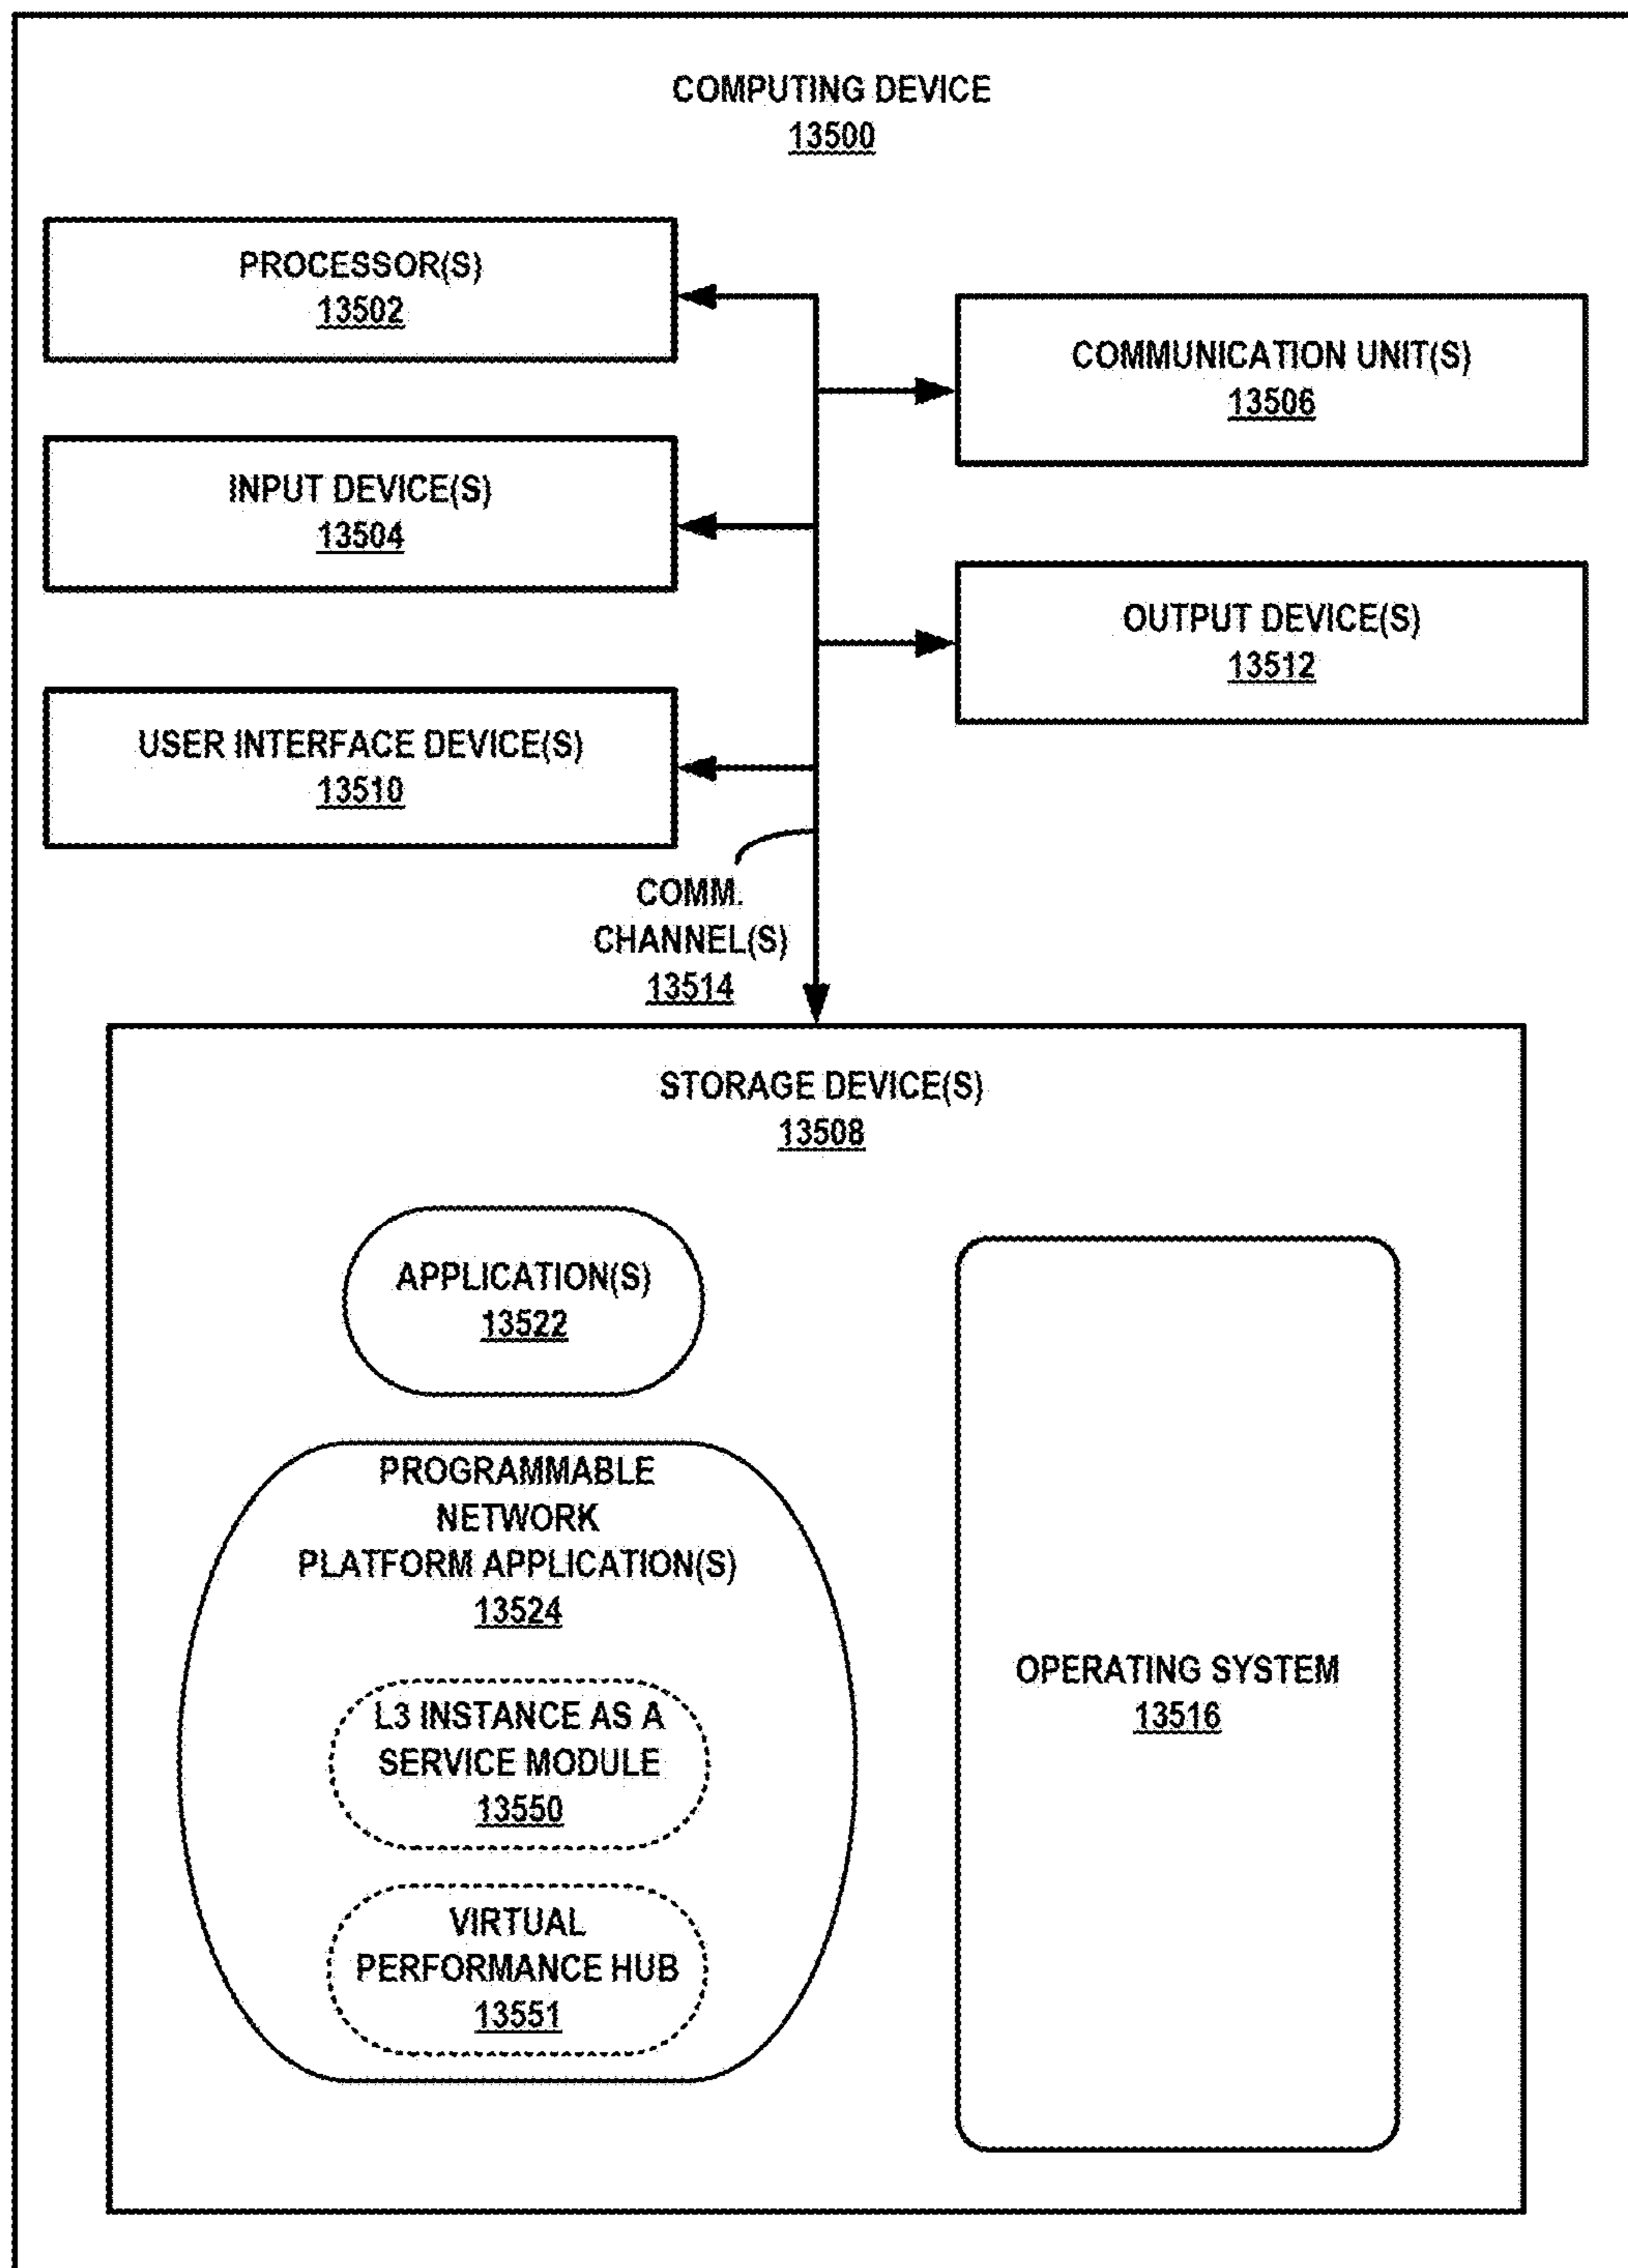 COMPUTING DEVICE
13500
PROCESSOR(S)
13502
COMMUNICATION UNIT(S)
13506
INPUT DEVICE(S)
13504
OUTPUT DEVICE(S)
13512
USER INTERFACE DEVICE(S)
13510
COMM.
CHANNEL(S)
13514
STORAGE DEVICE(S)
13508
APPLICATION(S)
13522
PROGRAMMABLE
NETWORK
PLATFORM APPLICATION(S)
13524
L3 INSTANCE AS A
SERVICE MODULE
13550
VIRTUAL
PERFORMANCE HUB
13551
OPERATING SYSTEM
13516